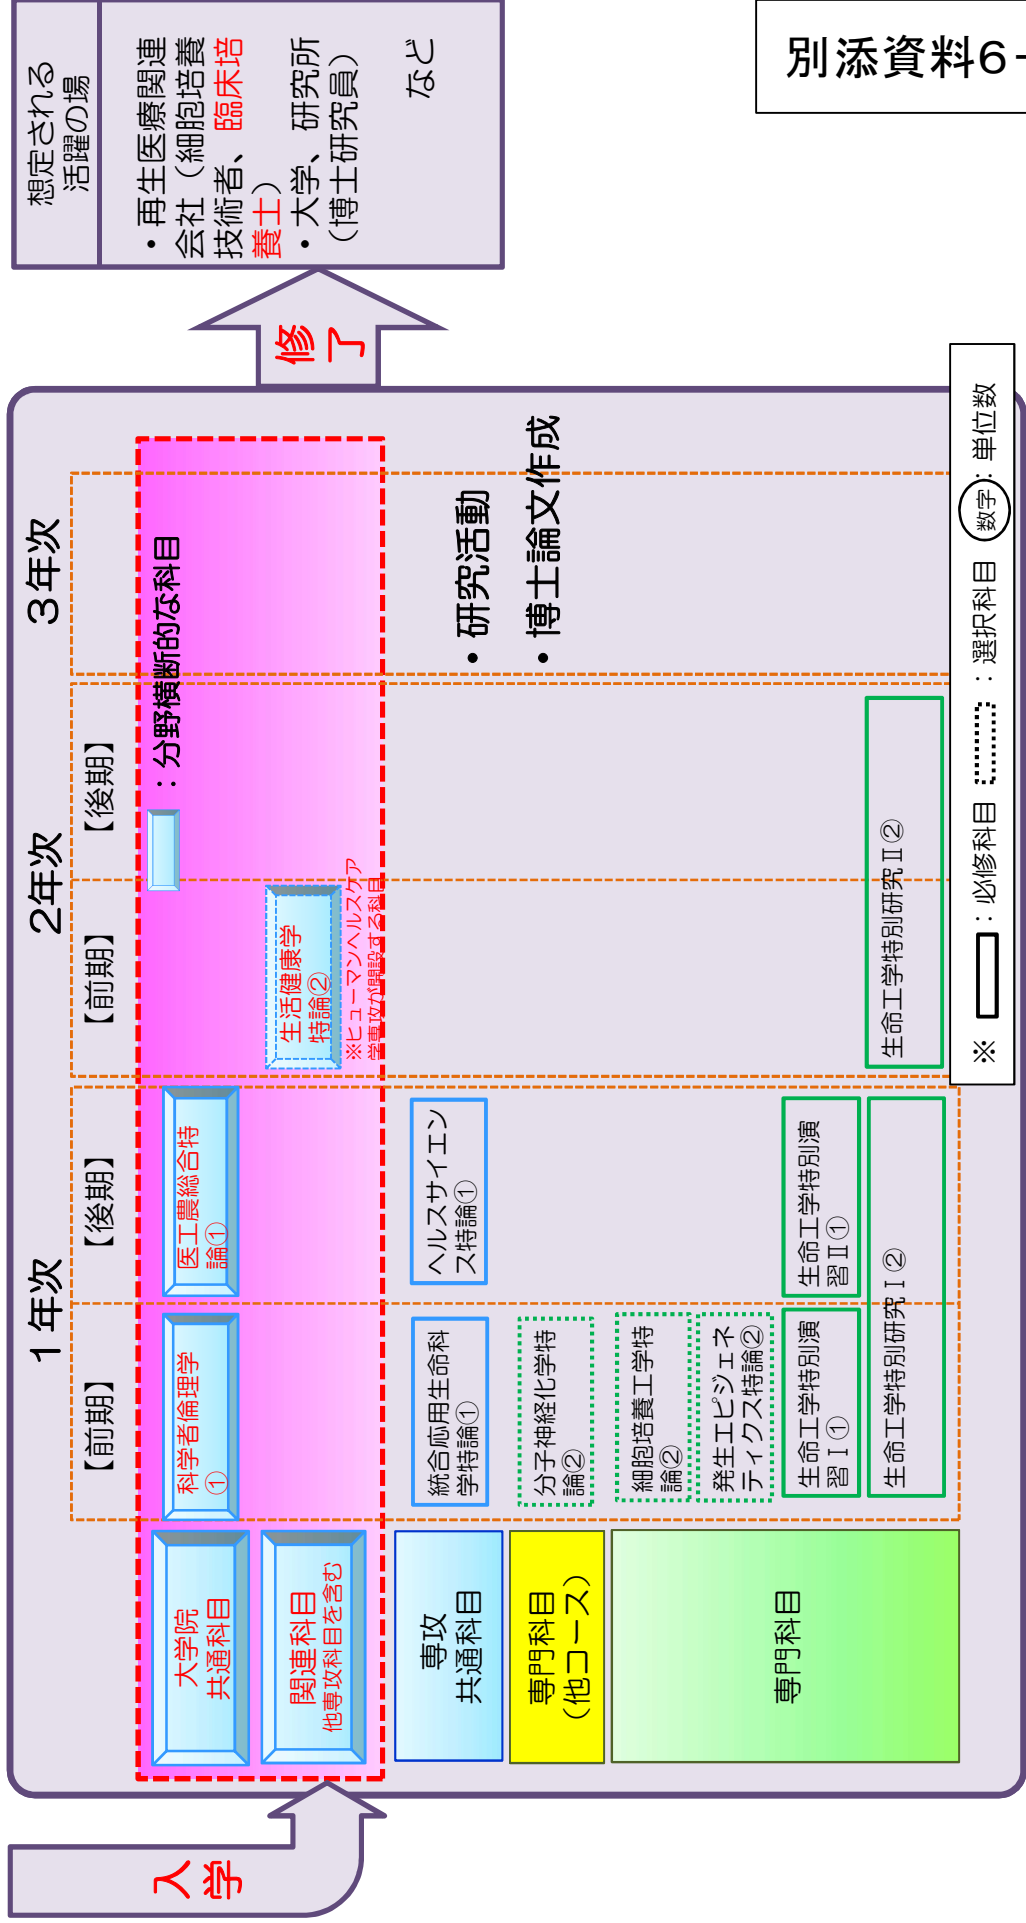 別添資料6-
入学
1年次
2年次
3年次
【前期】
【後期】
【前期】
【後期】
：分野横断的な科目
大学院
共通科目
科学者倫理学
①
医工農総合特
論①
関連科目
他専攻科目を含む
生活健康学
特論②
※ヒューマンヘルスケア
学専攻が開設する科目
専攻
共通科目
統合応用生命科
学特論①
ヘルスサイエン
ス特論①
・研究活動
・博士論文作成
専門科目
(他コース)
分子神経化学特
論②
専門科目
細胞培養工学特
論②
発生エピジェネ
ティクス特論②
生命工学特別演
習Ⅰ①
生命工学特別演
習Ⅱ①
生命工学特別研究Ⅰ②
生命工学特別研究Ⅱ②
※ ：必修科目 ：選択科目 数字：単位数
修了
想定される
活躍の場
・再生医療関連
会社（細胞培養
技術者、臨床培
養士）
・大学、研究所
（博士研究員）
など